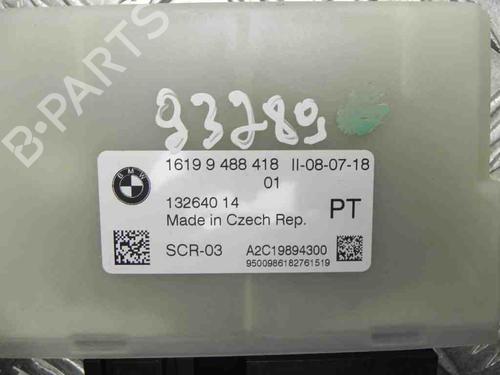 B-PARTS
93289
1619 9 488 418 II-08-07-18
01
BMW
132640 14
Made in Czech Rep. PT
SCR-03 A2C19894300
9500986182761519